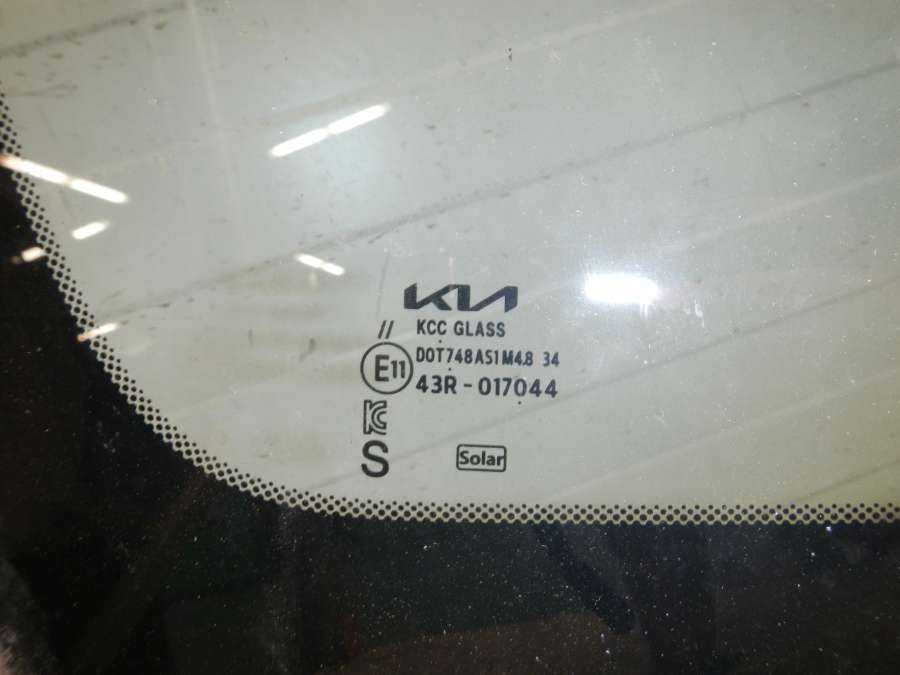 KIA
// KCC GLASS
E11 DOT748AS1M4.8 34
43R-017044
KC
S Solar